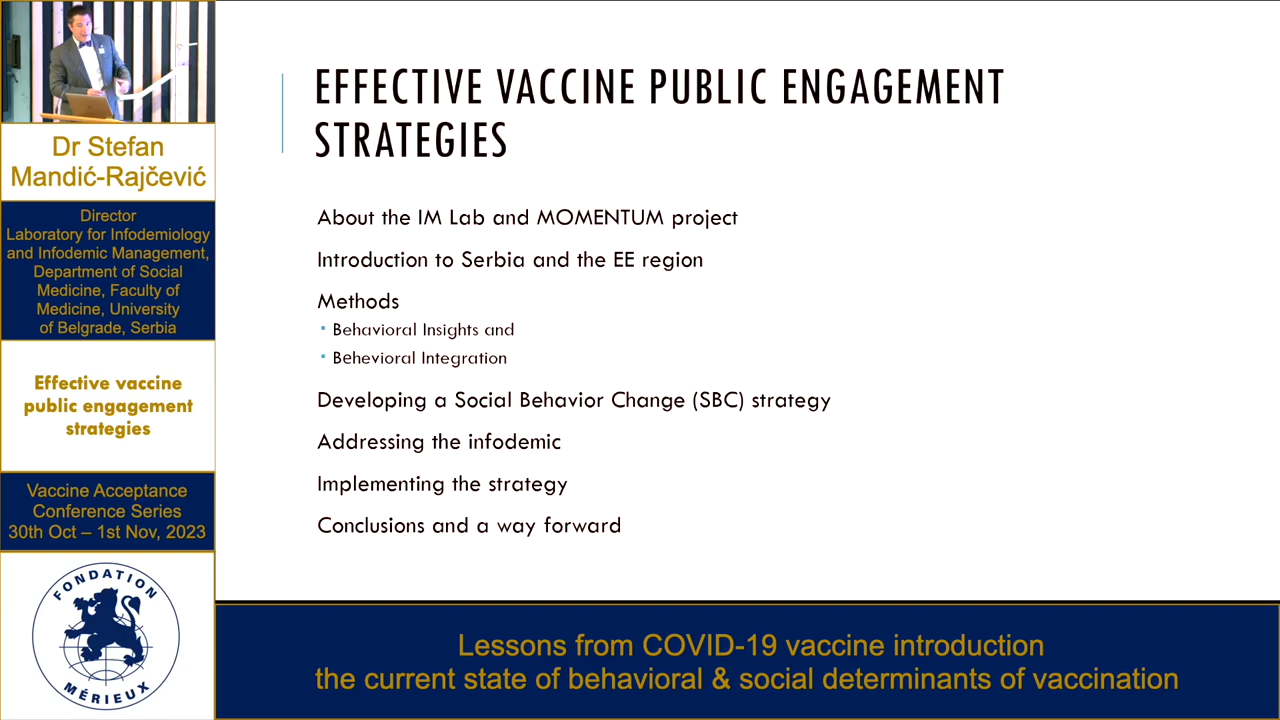 Dr Stefan
Mandić-Rajčević
Director
Laboratory for Infodemiology
and Infodemic Management,
Department of Social
Medicine, Faculty of
Medicine, University
of Belgrade, Serbia
Effective vaccine
public engagement
strategies
Vaccine Acceptance
Conference Series
30th Oct – 1st Nov, 2023
FONDATION
MÉRIEUX
EFFECTIVE VACCINE PUBLIC ENGAGEMENT
STRATEGIES
About the IM Lab and MOMENTUM project
Introduction to Serbia and the EE region
Methods
▪ Behavioral Insights and
▪ Behevioral Integration
Developing a Social Behavior Change (SBC) strategy
Addressing the infodemic
Implementing the strategy
Conclusions and a way forward
Lessons from COVID-19 vaccine introduction
the current state of behavioral & social determinants of vaccination